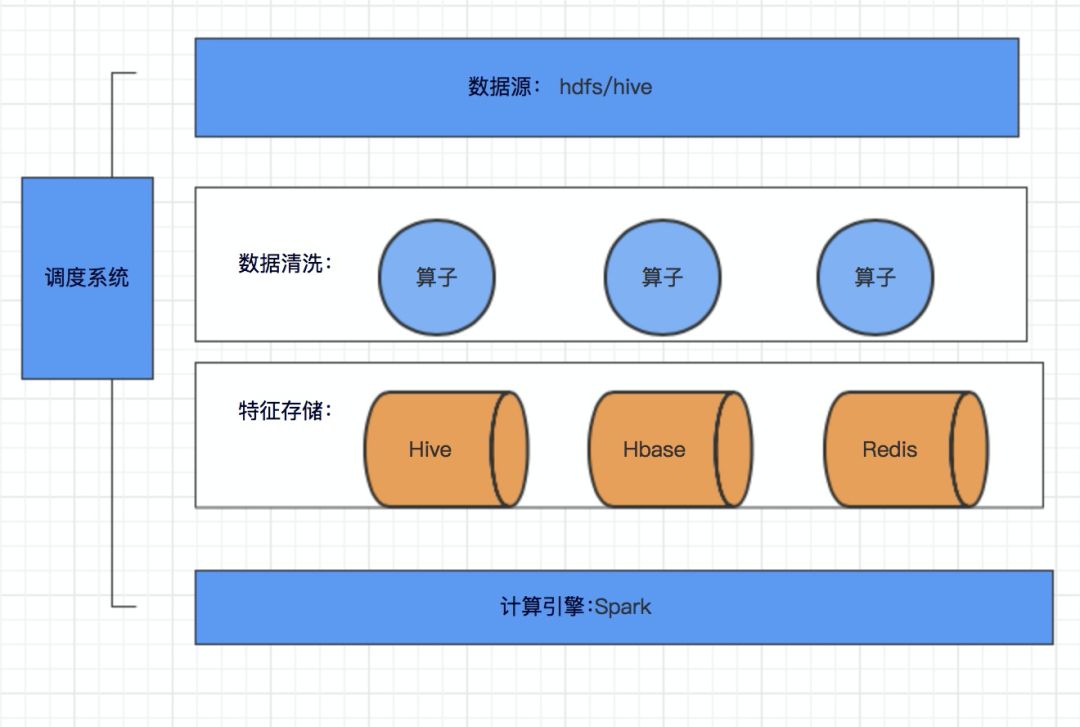 数据源： hdfs/hive
调度系统
数据清洗：
算子
算子
算子
特征存储：
Hive
Hbase
Redis
计算引擎:Spark